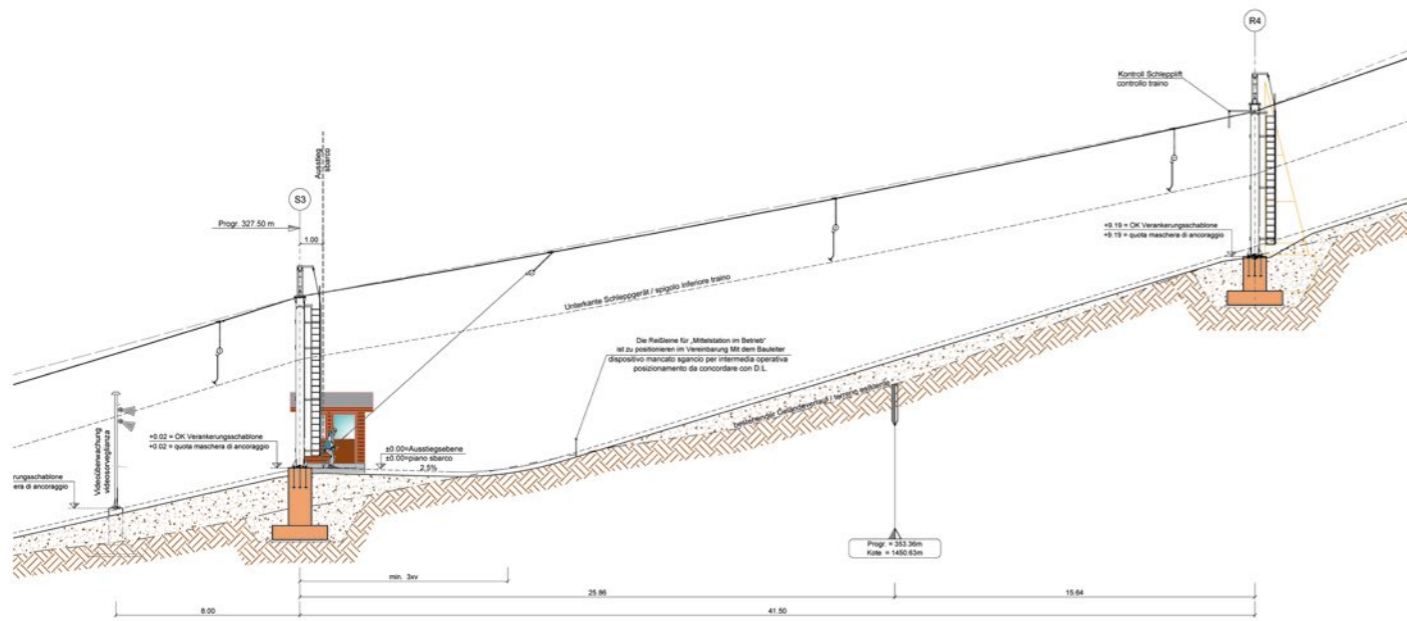 R4
Kontroll Schlepplift
controllo traino
Ausstieg
sbarco
S3
Progr. 327.50 m
1.00
+9.19 = OK Verankerungsschablone
+9.19 = quota maschera di ancoraggio
Unterkante Schleppgerät / spigolo inferiore traino
Die Reißleine für „Mittelstation im Betrieb"
ist zu positionieren im Vereinbarung Mit dem Bauleiter
dispositivo mancato sgancio per intermedia operativa
posizionamento da concordare con D.L.
bestehender Geländeverlauf / terreno esistente
Videoüberwachung
videosorveglianza
+0.02 = OK Verankerungsschablone
+0.02 = quota maschera di ancoraggio
±0.00=Ausstiegsebene
±0.00=piano sbarco
2.5%
rungsschablone
era di ancoraggio
Progr. = 353.36m
Kote = 1450.63m
min. 3xv
25.86
15.64
8.00
41.50